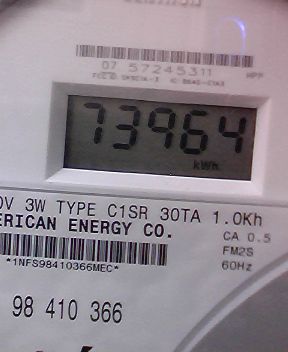 07 57245311
73964
kWh
0V 3W TYPE C1SR 30TA 1.0Kh
ERICAN ENERGY CO.
CA 0.5
FM2S
60Hz
*1NFS98410366MEC*
98 410 366